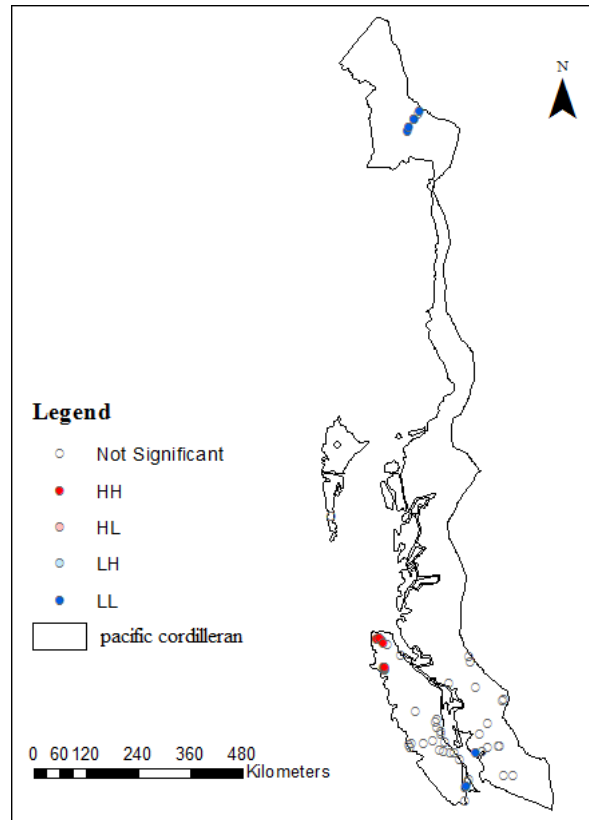 N
Legend
Not Significant
HH
HL
LH
LL
pacific cordilleran
0 60 120 240 360 480
Kilometers